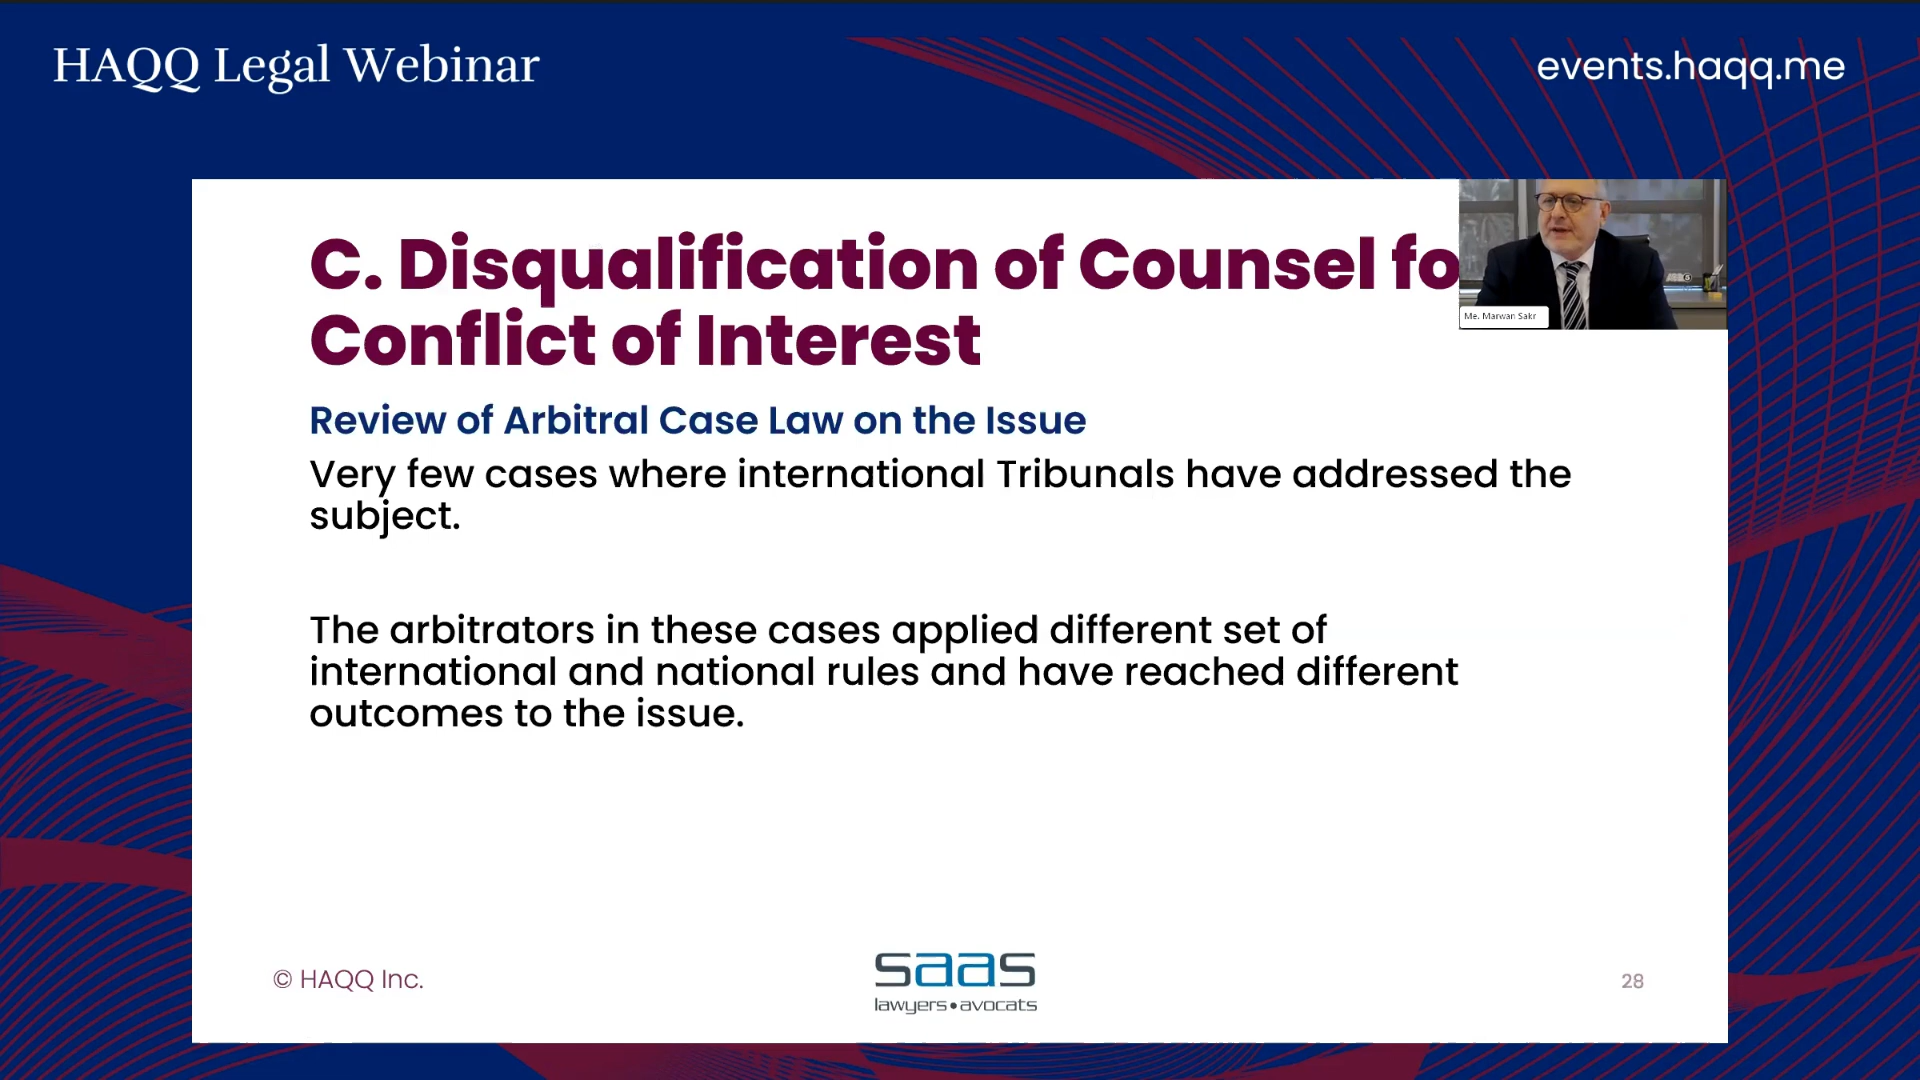 HAQQ Legal Webinar
events.haqq.me
C. Disqualification of Counsel fo
Conflict of Interest
Me. Marwan Sakr
Review of Arbitral Case Law on the Issue
Very few cases where international Tribunals have addressed the
subject.
The arbitrators in these cases applied different set of
international and national rules and have reached different
outcomes to the issue.
© HAQQ Inc.
saas
lawyers•avocats
28